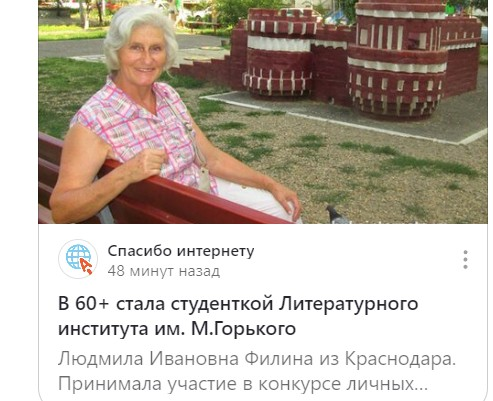 Спасибо интернету
48 минут назад
В 60+ стала студенткой Литературного
института им. М.Горького
Людмила Ивановна Филина из Краснодара.
Принимала участие в конкурсе личных...